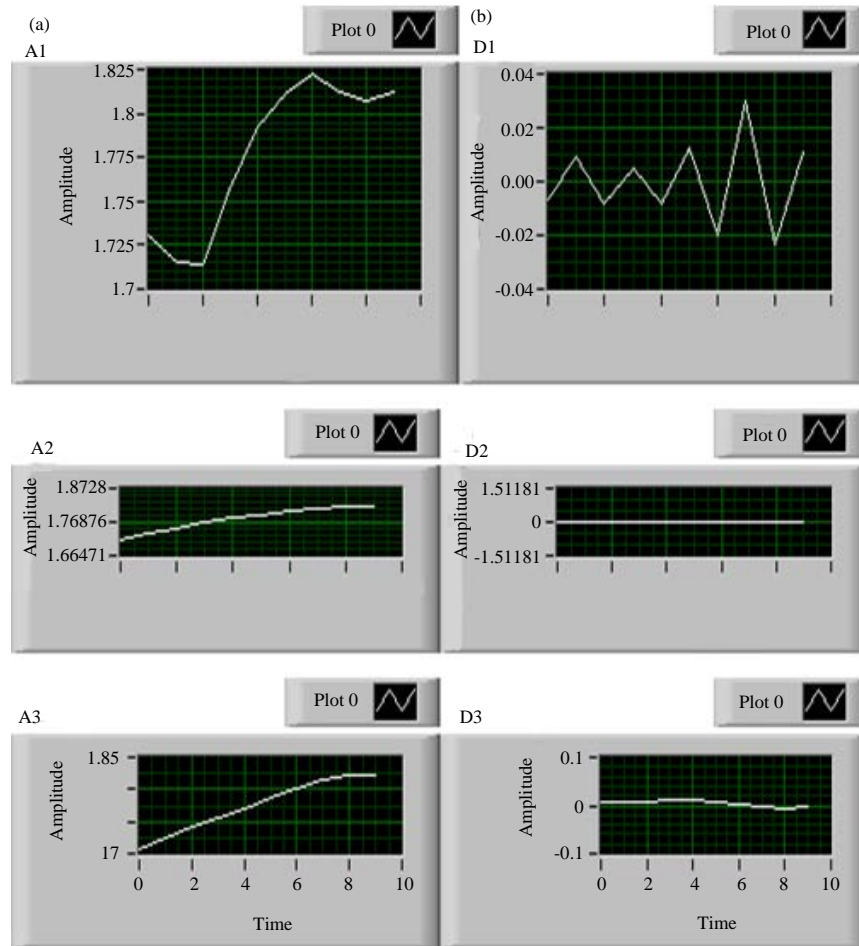 (a)
(b)
Plot 0
Plot 0
A1
D1
1.825
1.8
1.775
1.75
1.725
1.7
Amplitude
0.04
0.02
0.00
-0.02
-0.04
Amplitude
Plot 0
Plot 0
A2
D2
1.8728
1.76876
1.66471
Amplitude
1.51181
0
-1.51181
Amplitude
Plot 0
Plot 0
A3
D3
1.85
17
Amplitude
0 2 4 6 8 10
Time
0.1
0
-0.1
Amplitude
0 2 4 6 8 10
Time